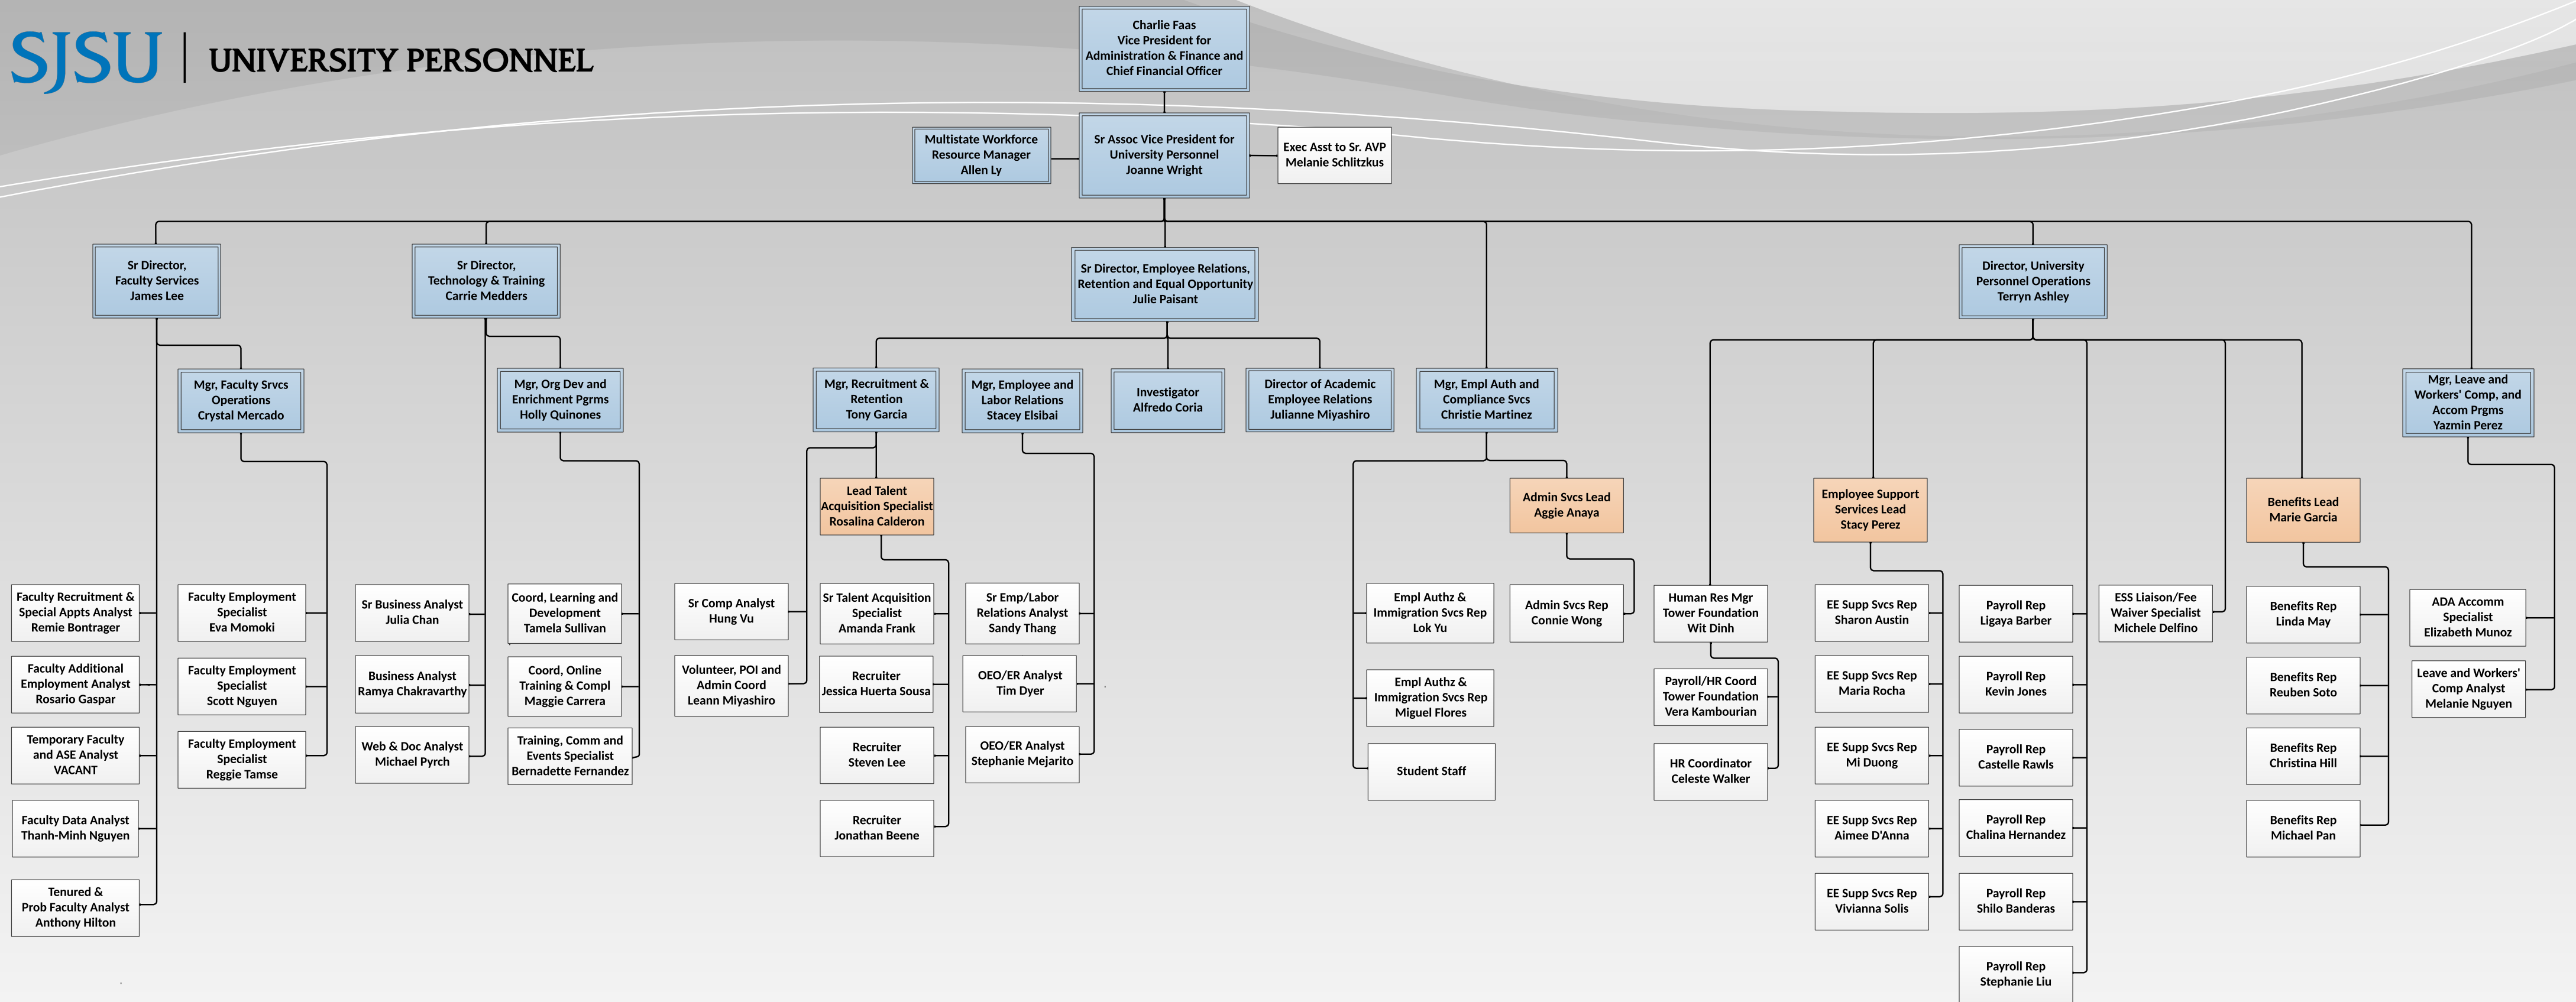 SJSU | UNIVERSITY PERSONNEL
Charlie Faas
Vice President for
Administration & Finance and
Chief Financial Officer
Multistate Workforce
Resource Manager
Allen Ly
Sr Assoc Vice President for
University Personnel
Joanne Wright
Exec Asst to Sr. AVP
Melanie Schlitzkus
Sr Director,
Faculty Services
James Lee
Sr Director,
Technology & Training
Carrie Medders
Sr Director, Employee Relations,
Retention and Equal Opportunity
Julie Paisant
Director, University
Personnel Operations
Terryn Ashley
Mgr, Faculty Srvcs
Operations
Crystal Mercado
Mgr, Org Dev and
Enrichment Pgrms
Holly Quinones
Mgr, Recruitment &
Retention
Tony Garcia
Mgr, Employee and
Labor Relations
Stacey Elsibai
Investigator
Alfredo Coria
Director of Academic
Employee Relations
Julianne Miyashiro
Mgr, Empl Auth and
Compliance Svcs
Christie Martinez
Mgr, Leave and
Workers' Comp, and
Accom Prgms
Yazmin Perez
Lead Talent
Acquisition Specialist
Rosalina Calderon
Admin Svcs Lead
Aggie Anaya
Employee Support
Services Lead
Stacy Perez
Benefits Lead
Marie Garcia
Faculty Recruitment &
Special Appts Analyst
Remie Bontrager
Faculty Additional
Employment Analyst
Rosario Gaspar
Temporary Faculty
and ASE Analyst
VACANT
Faculty Data Analyst
Thanh-Minh Nguyen
Tenured &
Prob Faculty Analyst
Anthony Hilton
Faculty Employment
Specialist
Eva Momoki
Faculty Employment
Specialist
Scott Nguyen
Faculty Employment
Specialist
Reggie Tamse
Sr Business Analyst
Julia Chan
Business Analyst
Ramya Chakravarthy
Web & Doc Analyst
Michael Pyrch
Coord, Learning and
Development
Tamela Sullivan
Coord, Online
Training & Compl
Maggie Carrera
Training, Comm and
Events Specialist
Bernadette Fernandez
Sr Comp Analyst
Hung Vu
Volunteer, POI and
Admin Coord
Leann Miyashiro
Sr Talent Acquisition
Specialist
Amanda Frank
Recruiter
Jessica Huerta Sousa
Recruiter
Steven Lee
Recruiter
Jonathan Beene
Sr Emp/Labor
Relations Analyst
Sandy Thang
OEO/ER Analyst
Tim Dyer
OEO/ER Analyst
Stephanie Mejarito
Empl Authz &
Immigration Svcs Rep
Lok Yu
Empl Authz &
Immigration Svcs Rep
Miguel Flores
Student Staff
Admin Svcs Rep
Connie Wong
Human Res Mgr
Tower Foundation
Wit Dinh
Payroll/HR Coord
Tower Foundation
Vera Kambourian
HR Coordinator
Celeste Walker
EE Supp Svcs Rep
Sharon Austin
EE Supp Svcs Rep
Maria Rocha
EE Supp Svcs Rep
Mi Duong
EE Supp Svcs Rep
Aimee D'Anna
EE Supp Svcs Rep
Vivianna Solis
Payroll Rep
Ligaya Barber
Payroll Rep
Kevin Jones
Payroll Rep
Castelle Rawls
Payroll Rep
Chalina Hernandez
Payroll Rep
Shilo Banderas
Payroll Rep
Stephanie Liu
ESS Liaison/Fee
Waiver Specialist
Michele Delfino
Benefits Rep
Linda May
Benefits Rep
Reuben Soto
Benefits Rep
Christina Hill
Benefits Rep
Michael Pan
ADA Accomm
Specialist
Elizabeth Munoz
Leave and Workers'
Comp Analyst
Melanie Nguyen